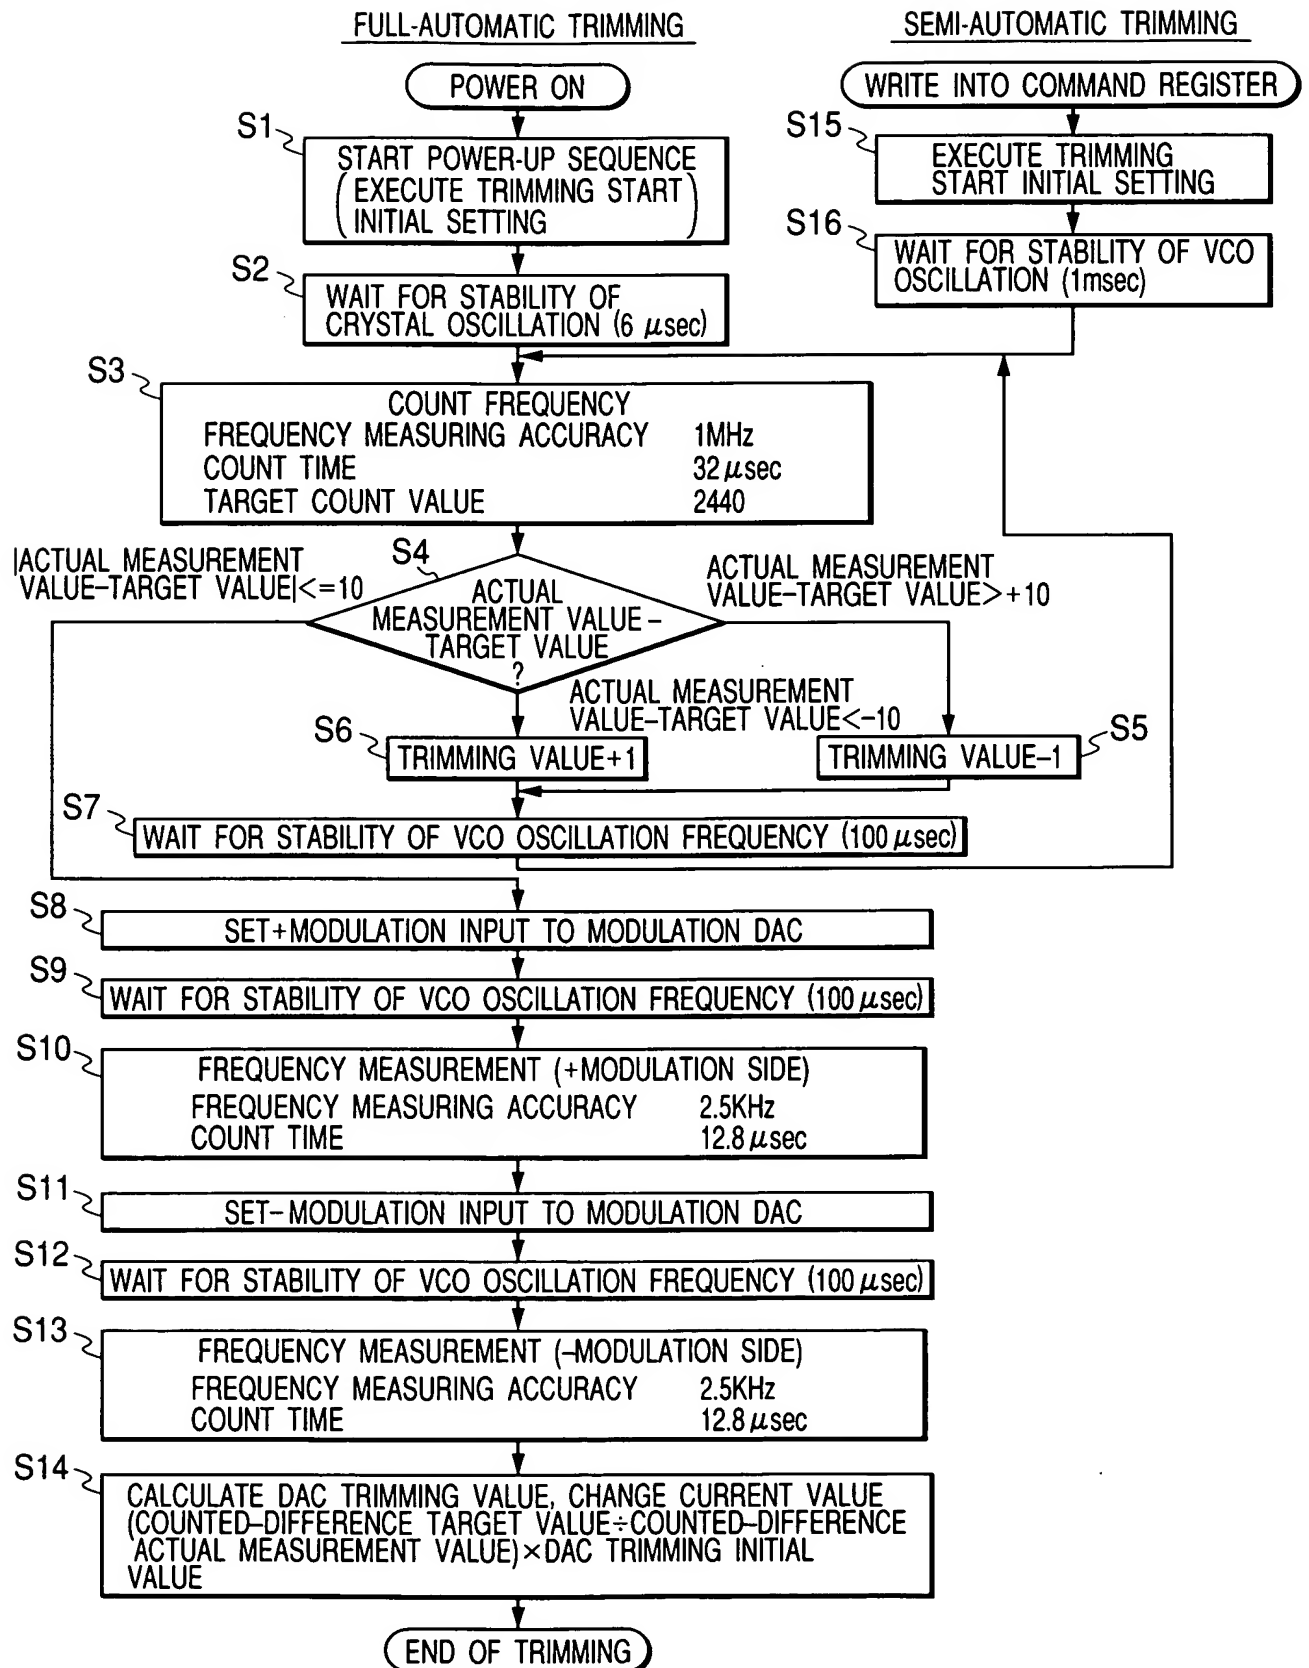 FULL-AUTOMATIC TRIMMING
SEMI-AUTOMATIC TRIMMING
POWER ON
WRITE INTO COMMAND REGISTER
S1
START POWER-UP SEQUENCE
(EXECUTE TRIMMING START
INITIAL SETTING)
S15
EXECUTE TRIMMING
START INITIAL SETTING
S16
WAIT FOR STABILITY OF VCO
OSCILLATION (1msec)
S2
WAIT FOR STABILITY OF
CRYSTAL OSCILLATION (6 μsec)
S3
COUNT FREQUENCY
FREQUENCY MEASURING ACCURACY 1MHz
COUNT TIME 32μsec
TARGET COUNT VALUE 2440
|ACTUAL MEASUREMENT
VALUE-TARGET VALUE|<=10
S4
ACTUAL
MEASUREMENT VALUE-
TARGET VALUE
?
ACTUAL MEASUREMENT
VALUE-TARGET VALUE>+10
ACTUAL MEASUREMENT
VALUE-TARGET VALUE<-10
S6
TRIMMING VALUE+1
S5
TRIMMING VALUE-1
S7
WAIT FOR STABILITY OF VCO OSCILLATION FREQUENCY (100μsec)
S8
SET+MODULATION INPUT TO MODULATION DAC
S9
WAIT FOR STABILITY OF VCO OSCILLATION FREQUENCY (100μsec)
S10
FREQUENCY MEASUREMENT (+MODULATION SIDE)
FREQUENCY MEASURING ACCURACY 2.5KHz
COUNT TIME 12.8μsec
S11
SET-MODULATION INPUT TO MODULATION DAC
S12
WAIT FOR STABILITY OF VCO OSCILLATION FREQUENCY (100μsec)
S13
FREQUENCY MEASUREMENT (-MODULATION SIDE)
FREQUENCY MEASURING ACCURACY 2.5KHz
COUNT TIME 12.8μsec
S14
CALCULATE DAC TRIMMING VALUE, CHANGE CURRENT VALUE
(COUNTED-DIFFERENCE TARGET VALUE÷COUNTED-DIFFERENCE
ACTUAL MEASUREMENT VALUE)×DAC TRIMMING INITIAL
VALUE
END OF TRIMMING